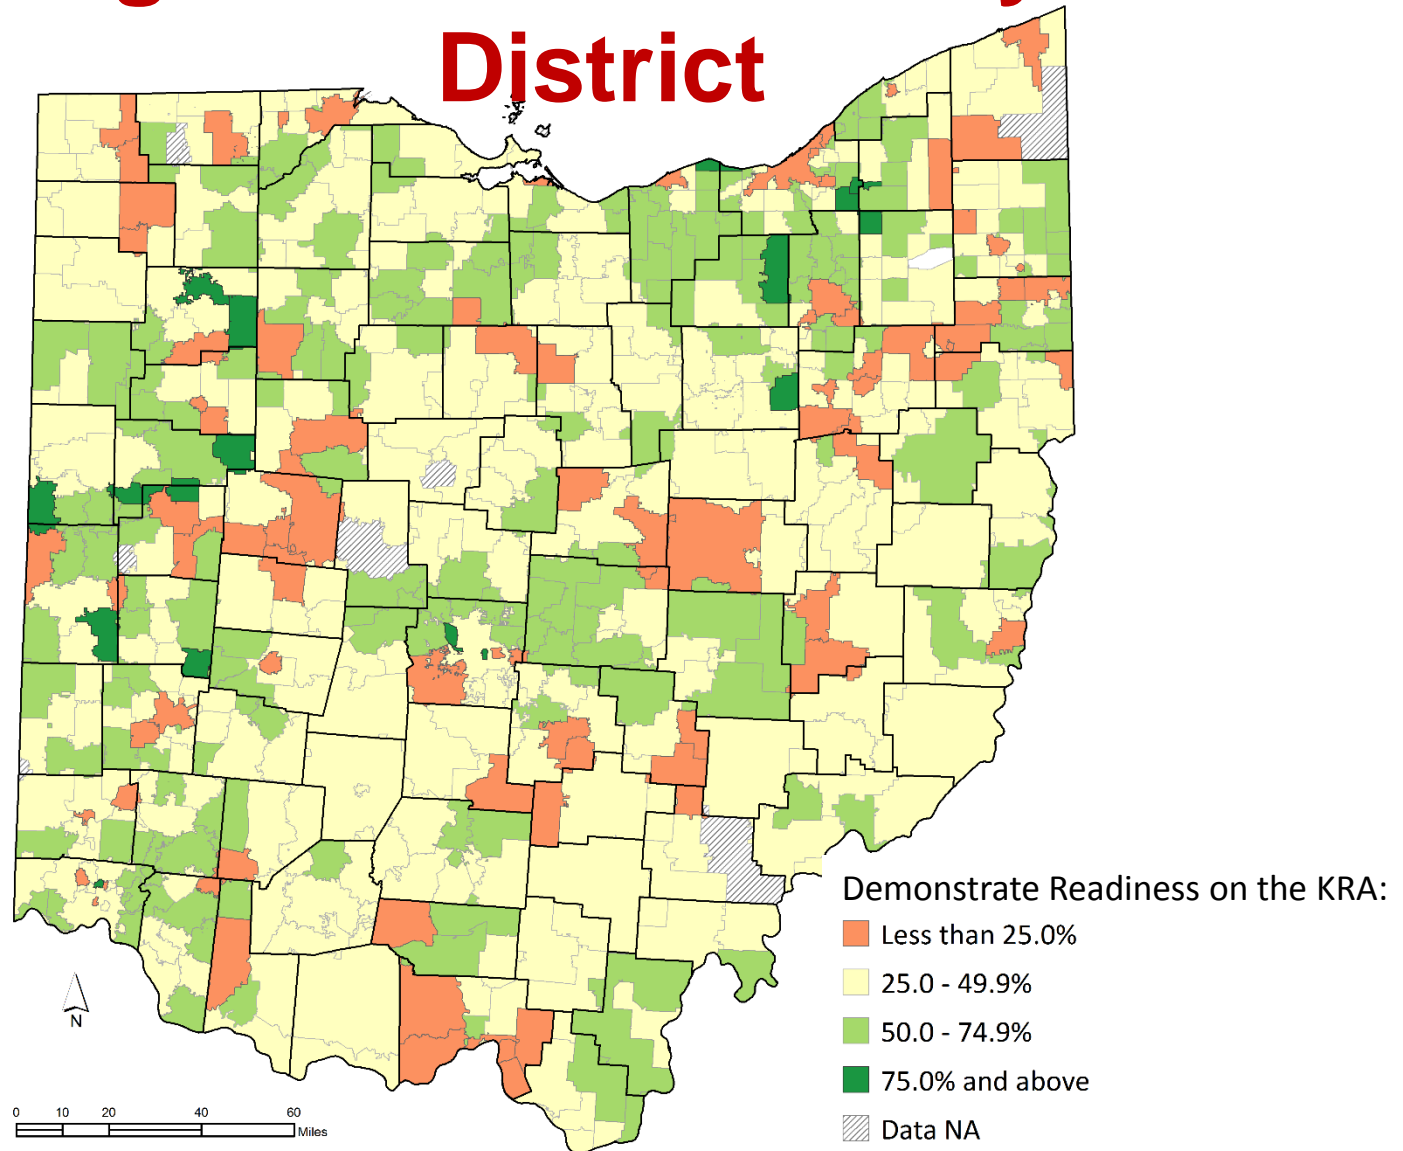 District
Demonstrate Readiness on the KRA:
Less than 25.0%
25.0 - 49.9%
50.0 - 74.9%
75.0% and above
Data NA
N
0 10 20 40 60
Miles